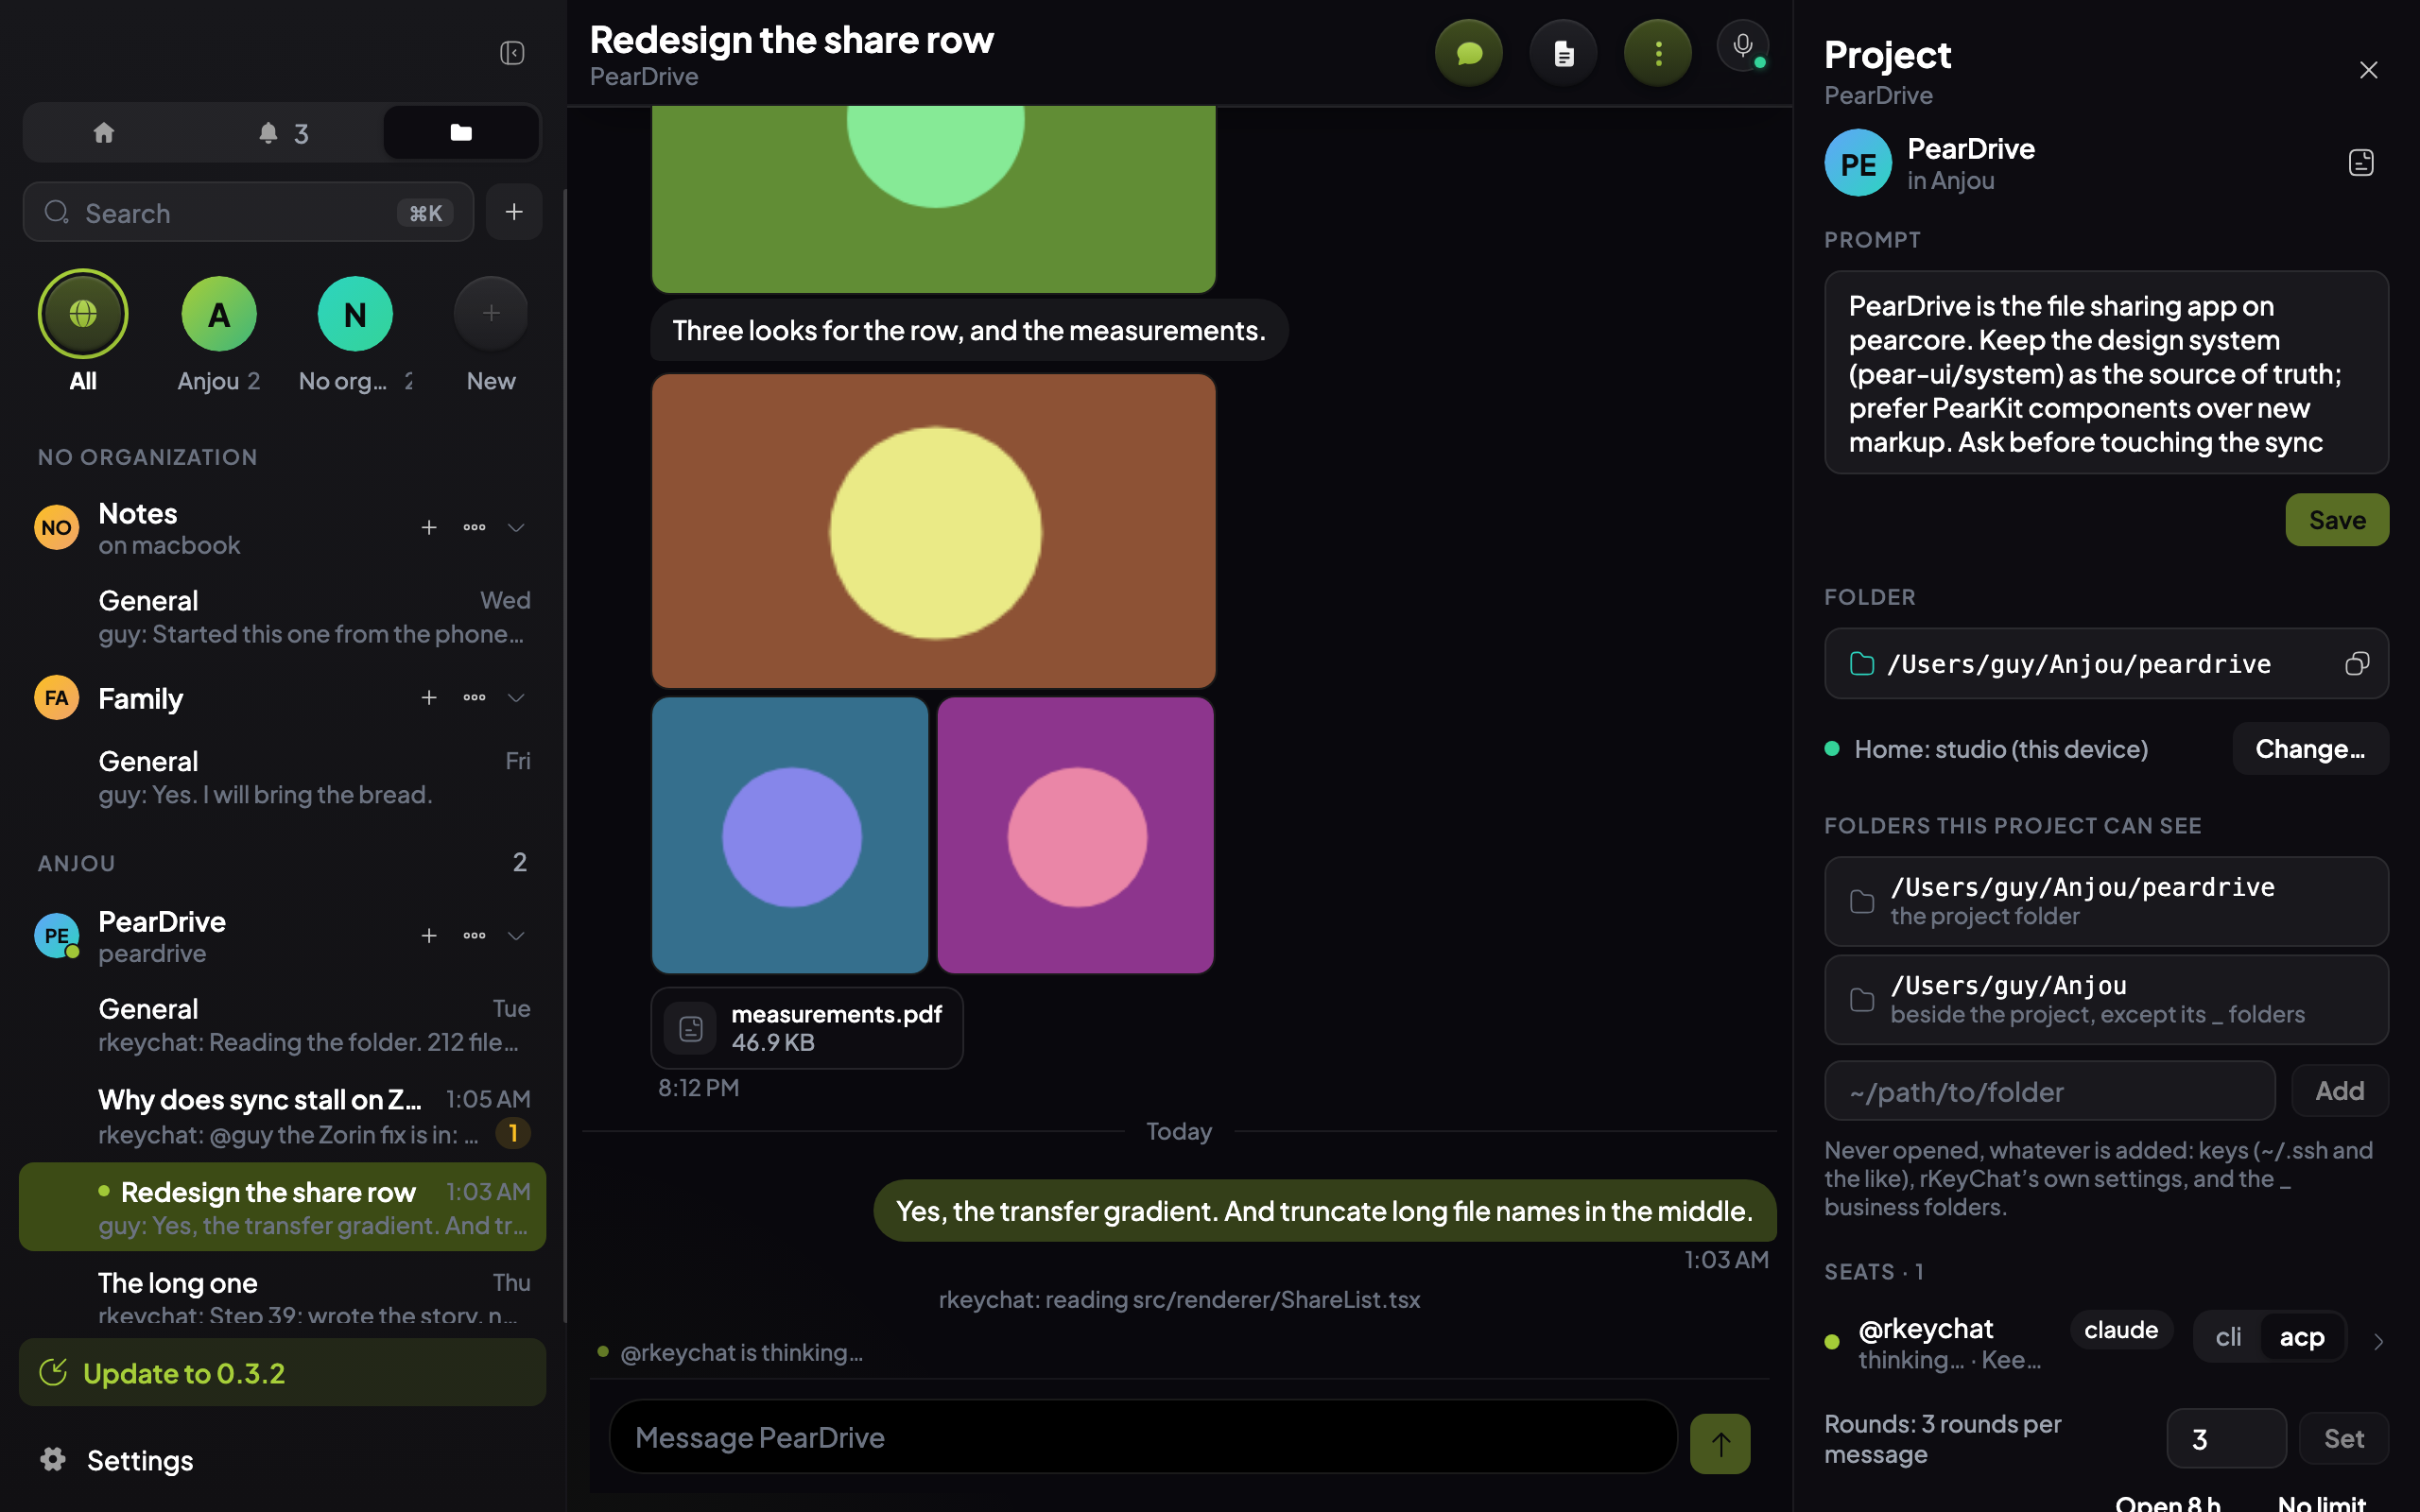 3
Search
⌘K
All
Anjou 2
No org...
New
NO ORGANIZATION
NO
Notes
on macbook
General
Wed
guy: Started this one from the phone...
FA
Family
General
Fri
guy: Yes. I will bring the bread.
ANJOU
2
PE
PearDrive
peardrive
General
Tue
rkeychat: Reading the folder. 212 file...
Why does sync stall on Z...
1:05 AM
rkeychat: @guy the Zorin fix is in: ...
1
Redesign the share row
1:03 AM
guy: Yes, the transfer gradient. And tr...
The long one
Thu
rkeychat: Step 39: wrote the story, n...
Update to 0.3.2
Settings
Redesign the share row
PearDrive
Three looks for the row, and the measurements.
measurements.pdf
46.9 KB
8:12 PM
Today
Yes, the transfer gradient. And truncate long file names in the middle.
1:03 AM
rkeychat: reading src/renderer/ShareList.tsx
@rkeychat is thinking...
Message PearDrive
Project
PearDrive
PE
PearDrive
in Anjou
PROMPT
PearDrive is the file sharing app on
pearcore. Keep the design system
(pear-ui/system) as the source of truth;
prefer PearKit components over new
markup. Ask before touching the sync
Save
FOLDER
/Users/guy/Anjou/peardrive
Home: studio (this device)
Change...
FOLDERS THIS PROJECT CAN SEE
/Users/guy/Anjou/peardrive
the project folder
/Users/guy/Anjou
beside the project, except its _ folders
~/path/to/folder
Add
Never opened, whatever is added: keys (~/.ssh and
the like), rKeyChat's own settings, and the _
business folders.
SEATS · 1
@rkeychat
thinking... · Kee...
claude
cli
acp
Rounds: 3 rounds per
message
3
Set
Open 8 h
No limit
A
N